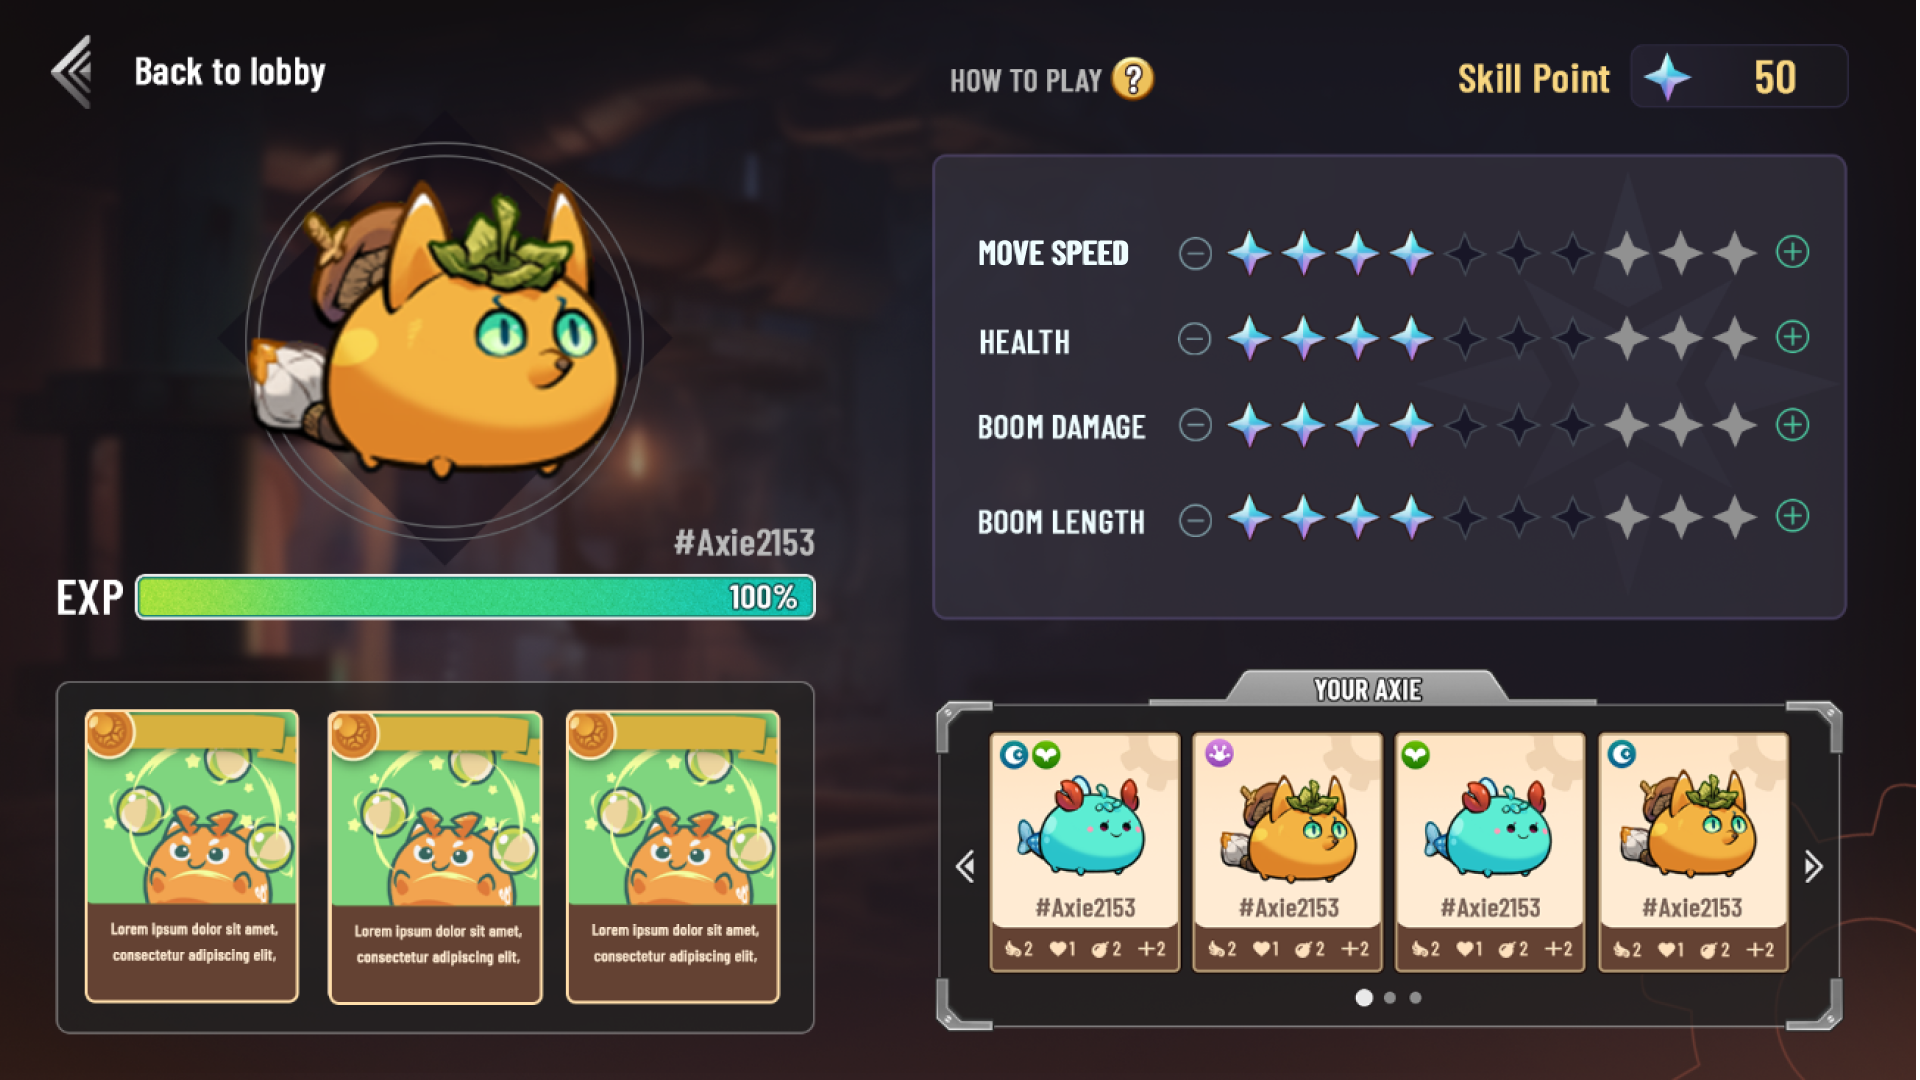 Back to lobby
HOW TO PLAY ?
Skill Point 50
MOVE SPEED
HEALTH
BOOM DAMAGE
BOOM LENGTH
#Axie2153
EXP 100%
Lorem ipsum dolor sit amet,
consectetur adipiscing elit,
Lorem ipsum dolor sit amet,
consectetur adipiscing elit,
Lorem ipsum dolor sit amet,
consectetur adipiscing elit,
YOUR AXIE
#Axie2153
2 1 2 +2
#Axie2153
2 1 2 +2
#Axie2153
2 1 2 +2
#Axie2153
2 1 2 +2